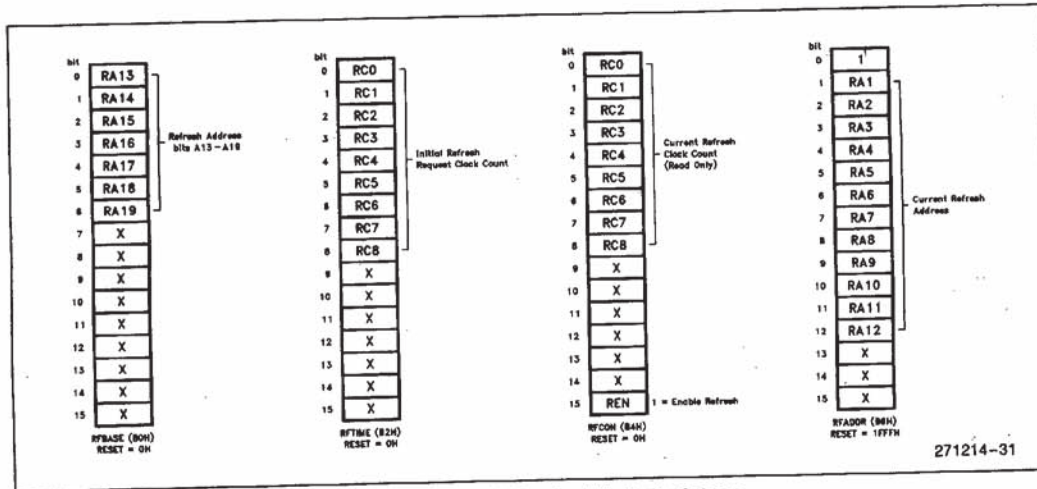 bit
0 RA13
1 RA14
2 RA15
3 RA16
4 RA17
5 RA18
6 RA19
7 X
8 X
9 X
10 X
11 X
12 X
13 X
14 X
15 X
Refresh Address
bits A13-A19
RFBASE (B0H)
RESET = 0H
bit
0 RC0
1 RC1
2 RC2
3 RC3
4 RC4
5 RC5
6 RC6
7 RC7
8 RC8
9 X
10 X
11 X
12 X
13 X
14 X
15 X
Initial Refresh
Request Clock Count
RFTIME (B2H)
RESET = 0H
bit
0 RC0
1 RC1
2 RC2
3 RC3
4 RC4
5 RC5
6 RC6
7 RC7
8 RC8
9 X
10 X
11 X
12 X
13 X
14 X
15 REN
Current Refresh
Clock Count
(Read Only)
1 = Enable Refresh
RFCON (B4H)
RESET = 0H
bit
0 1
1 RA1
2 RA2
3 RA3
4 RA4
5 RA5
6 RA6
7 RA7
8 RA8
9 RA9
10 RA10
11 RA11
12 RA12
13 X
14 X
15 X
Current Refresh
Address
RFADDR (B6H)
RESET = 1FFFH
271214-31